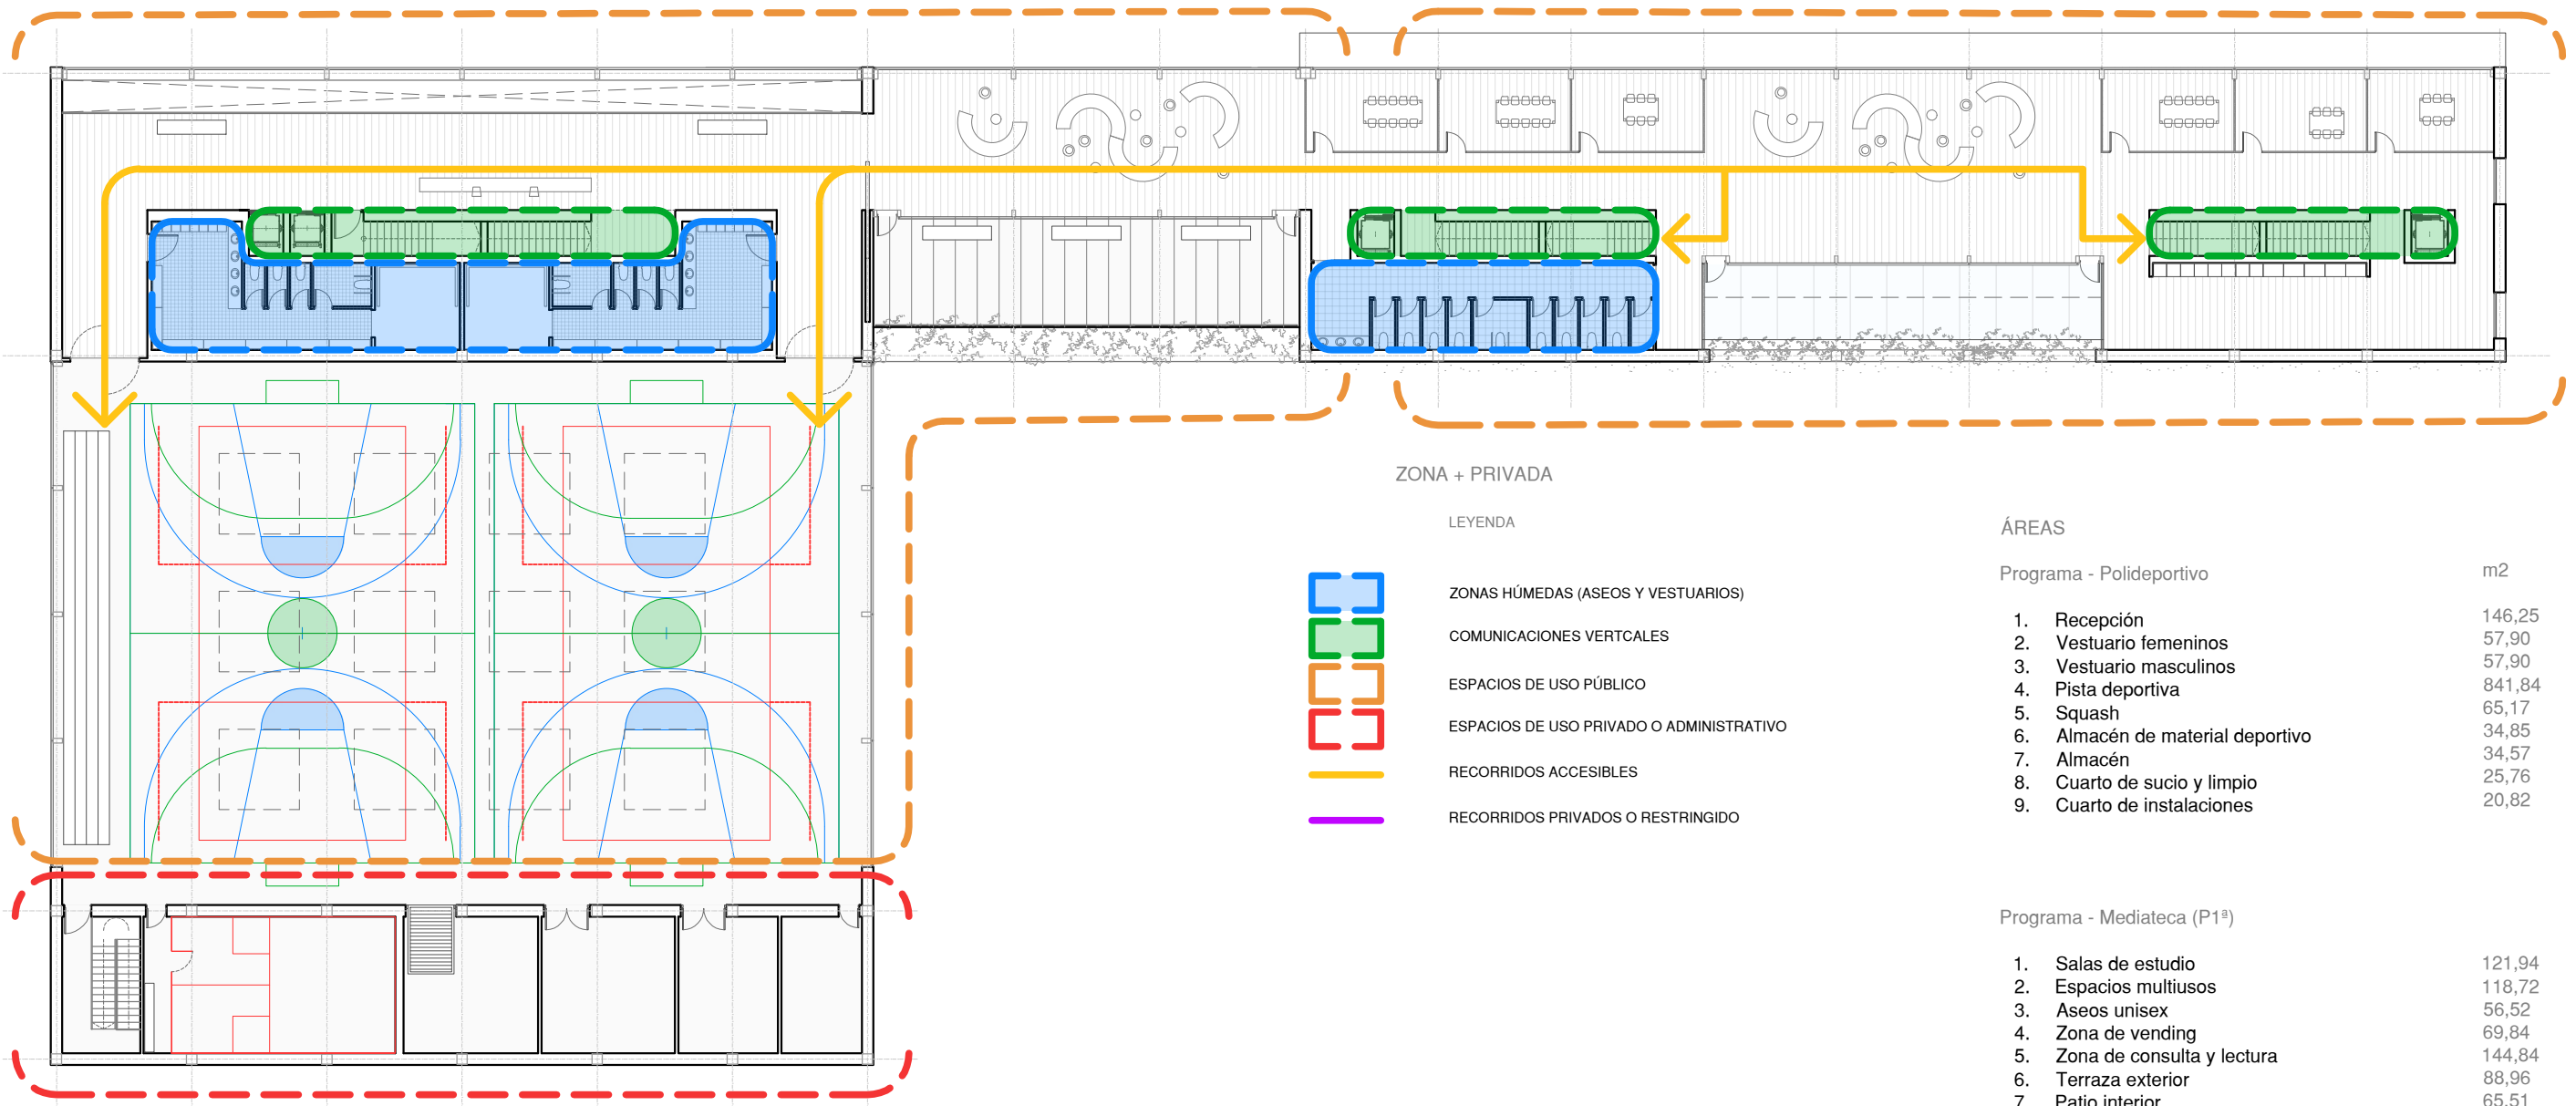 ZONA + PRIVADA
LEYENDA
ZONAS HÚMEDAS (ASEOS Y VESTUARIOS)
COMUNICACIONES VERTCALES
ESPACIOS DE USO PÚBLICO
ESPACIOS DE USO PRIVADO O ADMINISTRATIVO
RECORRIDOS ACCESIBLES
RECORRIDOS PRIVADOS O RESTRINGIDO
ÁREAS
Programa - Polideportivo m2
1. Recepción 146,25
2. Vestuario femeninos 57,90
3. Vestuario masculinos 57,90
4. Pista deportiva 841,84
5. Squash 65,17
6. Almacén de material deportivo 34,85
7. Almacén 34,57
8. Cuarto de sucio y limpio 25,76
9. Cuarto de instalaciones 20,82
Programa - Mediateca (P1ª)
1. Salas de estudio 121,94
2. Espacios multiusos 118,72
3. Aseos unisex 56,52
4. Zona de vending 69,84
5. Zona de consulta y lectura 144,84
6. Terraza exterior 88,96
7. Patio interior 65,51